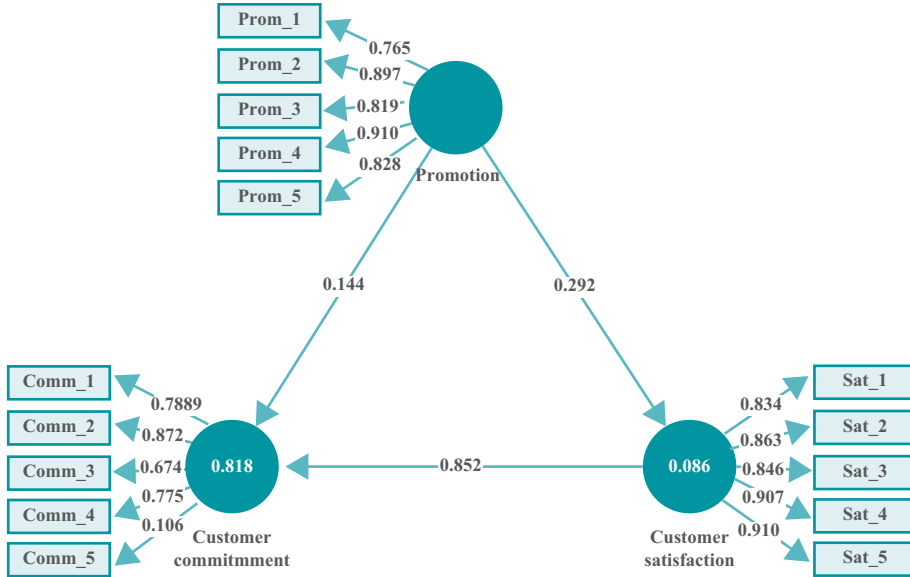 Prom_1
0.765
Prom_2
0.897
Prom_3
0.819
Prom_4
0.910
Prom_5
0.828
Promotion
0.144
0.292
Comm_1
0.7889
Comm_2
0.872
Comm_3
0.674
Comm_4
0.775
Comm_5
0.106
0.818
Customer
commitmment
0.852
0.086
Customer
satisfaction
Sat_1
0.834
Sat_2
0.863
Sat_3
0.846
Sat_4
0.907
Sat_5
0.910